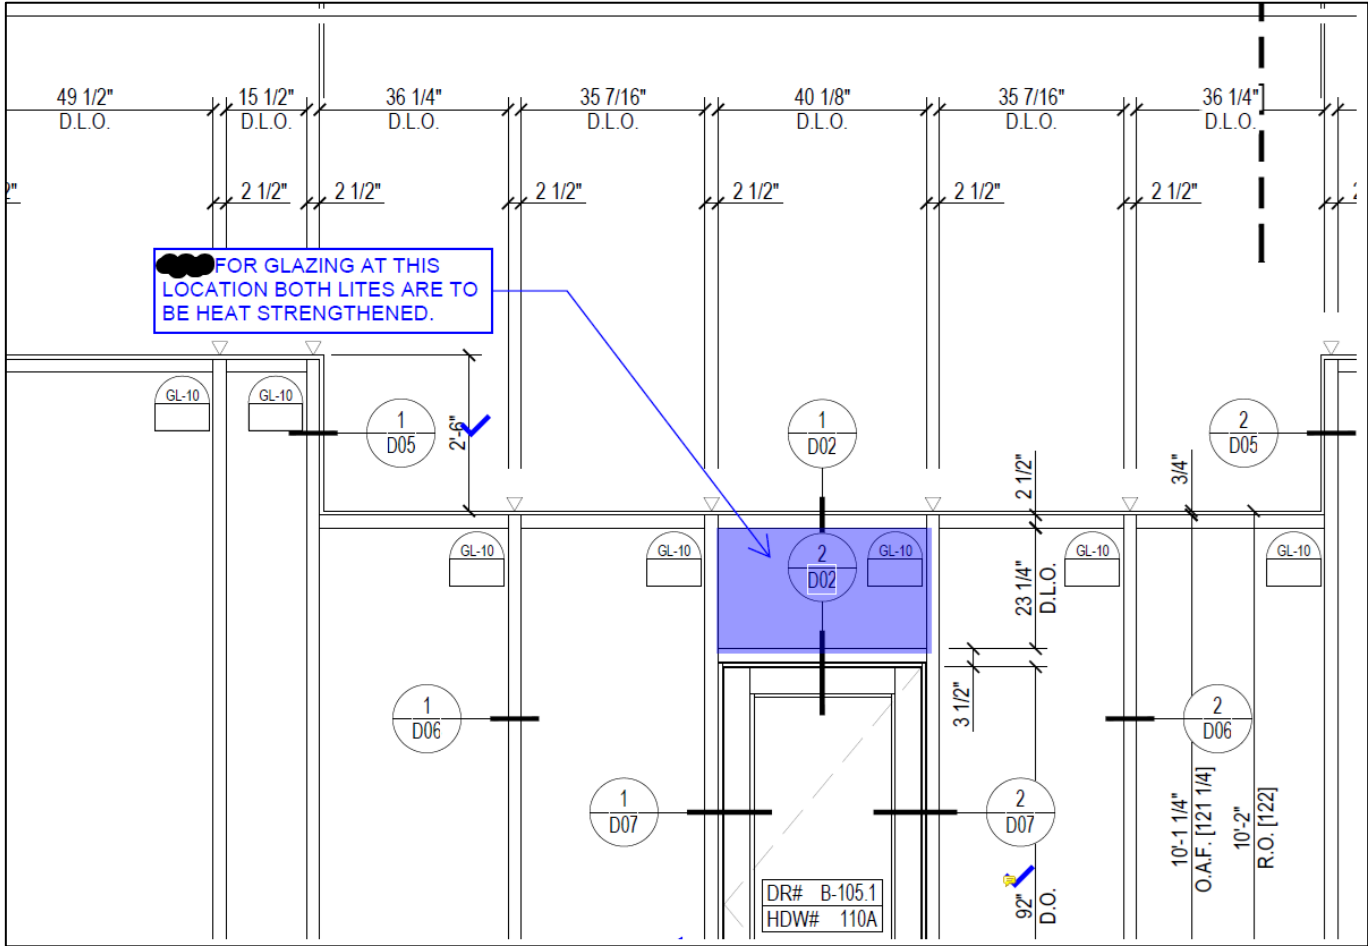 49 1/2"
D.L.O.
15 1/2"
D.L.O.
36 1/4"
D.L.O.
35 7/16"
D.L.O.
40 1/8"
D.L.O.
35 7/16"
D.L.O.
36 1/4"
D.L.O.
2 1/2"
2 1/2"
2 1/2"
2 1/2"
2 1/2"
2 1/2"
FOR GLAZING AT THIS
LOCATION BOTH LITES ARE TO
BE HEAT STRENGTHENED.
GL-10
GL-10
1
D05
2'-6"
1
D02
2
D05
2 1/2"
3/4"
GL-10
GL-10
2
D02
GL-10
GL-10
GL-10
23 1/4"
D.L.O.
3 1/2"
1
D06
2
D06
1
D07
2
D07
10'-1 1/4"
O.A.F. [121 1/4]
10'-2"
R.O. [122]
92"
D.O.
DR# B-105.1
HDW# 110A